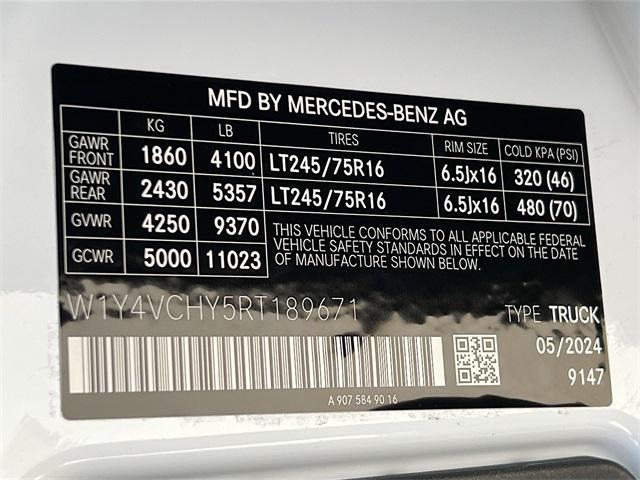 MFD BY MERCEDES-BENZ AG
KG LB TIRES RIM SIZE COLD KPA (PSI)
GAWR FRONT 1860 4100 LT245/75R16 6.5Jx16 320 (46)
GAWR REAR 2430 5357 LT245/75R16 6.5Jx16 480 (70)
GVWR 4250 9370
GCWR 5000 11023
THIS VEHICLE CONFORMS TO ALL APPLICABLE FEDERAL
VEHICLE SAFETY STANDARDS IN EFFECT ON THE DATE
OF MANUFACTURE SHOWN ABOVE.
W1Y4VCHY5RT189671
TYPE TRUCK
05/2024
9147
A 907 584 90 16